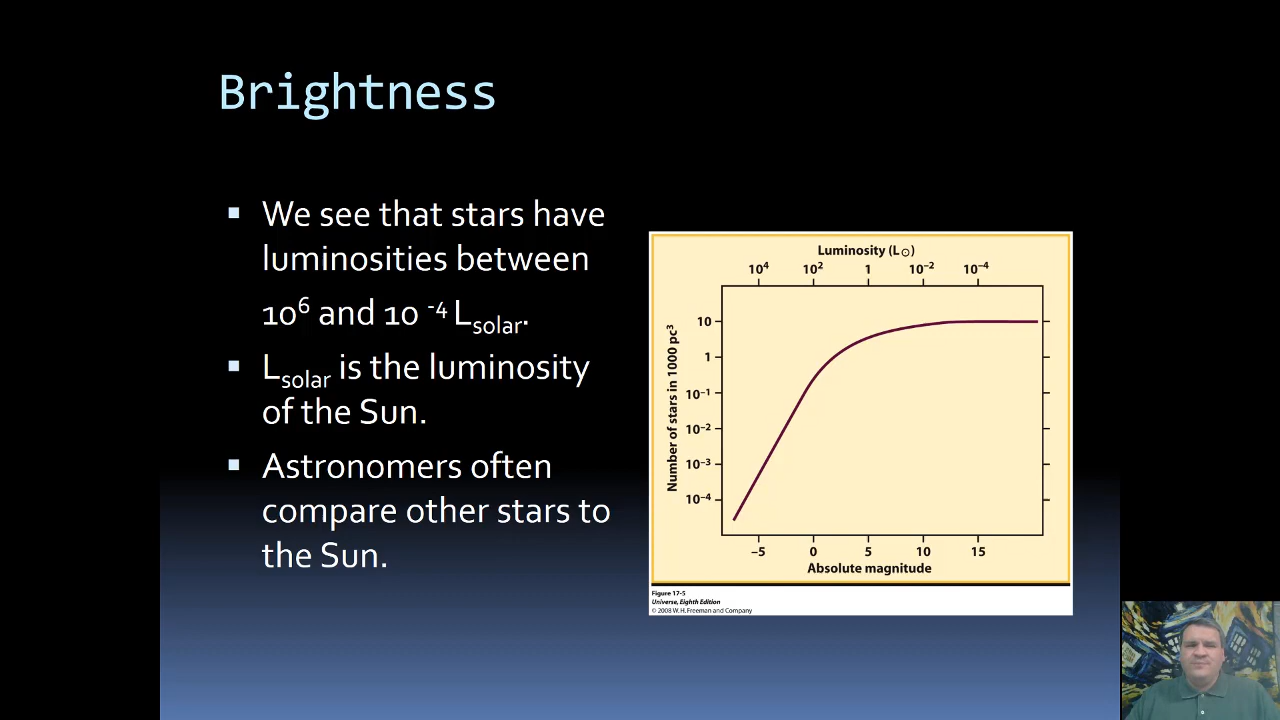 Brightness
▪ We see that stars have
luminosities between
10⁶ and 10 ⁻⁴ Lsolar.
▪ Lsolar is the luminosity
of the Sun.
▪ Astronomers often
compare other stars to
the Sun.
Luminosity (L☉)
10⁴ 10² 1 10⁻² 10⁻⁴
Number of stars in 1000 pc³
10
1
10⁻¹
10⁻²
10⁻³
10⁻⁴
–5 0 5 10 15
Absolute magnitude
Figure 17-5
Universe, Eighth Edition
© 2008 W. H. Freeman and Company